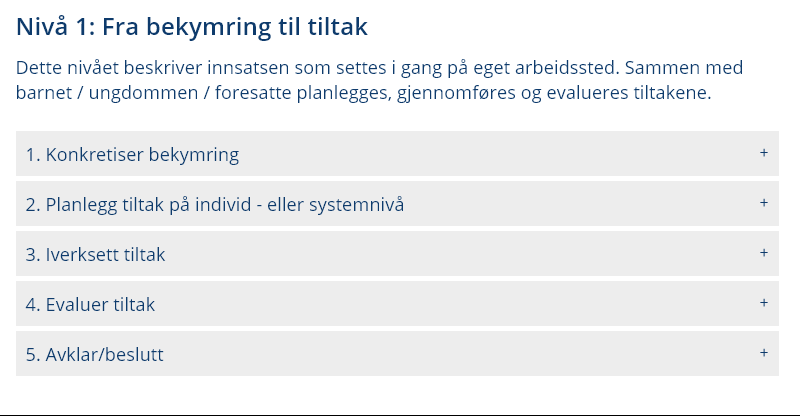 Nivå 1: Fra bekymring til tiltak
Dette nivået beskriver innsatsen som settes i gang på eget arbeidssted. Sammen med
barnet / ungdommen / foresatte planlegges, gjennomføres og evalueres tiltakene.
1. Konkretiser bekymring +
2. Planlegg tiltak på individ - eller systemnivå +
3. Iverksett tiltak +
4. Evaluer tiltak +
5. Avklar/beslutt +